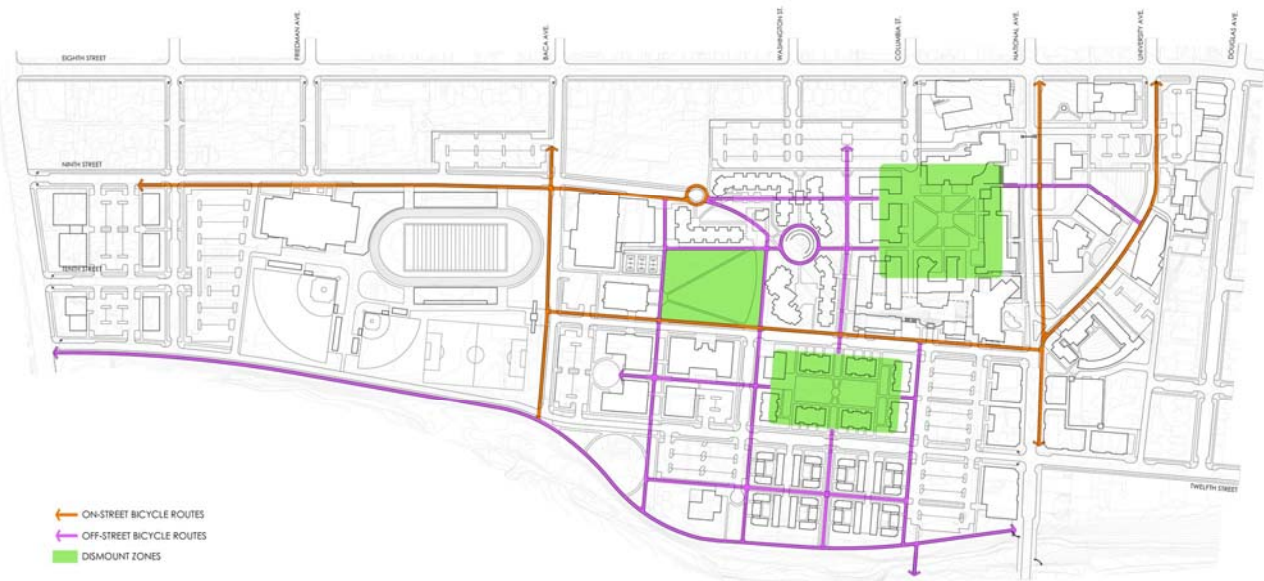 FRIEDMAN AVE.
BACA AVE.
WASHINGTON ST.
COLUMBIA ST.
NATIONAL AVE.
UNIVERSITY AVE.
DOUGLAS AVE.
EIGHTH STREET
NINTH STREET
TENTH STREET
TWELFTH STREET
ON-STREET BICYCLE ROUTES
OFF-STREET BICYCLE ROUTES
DISMOUNT ZONES